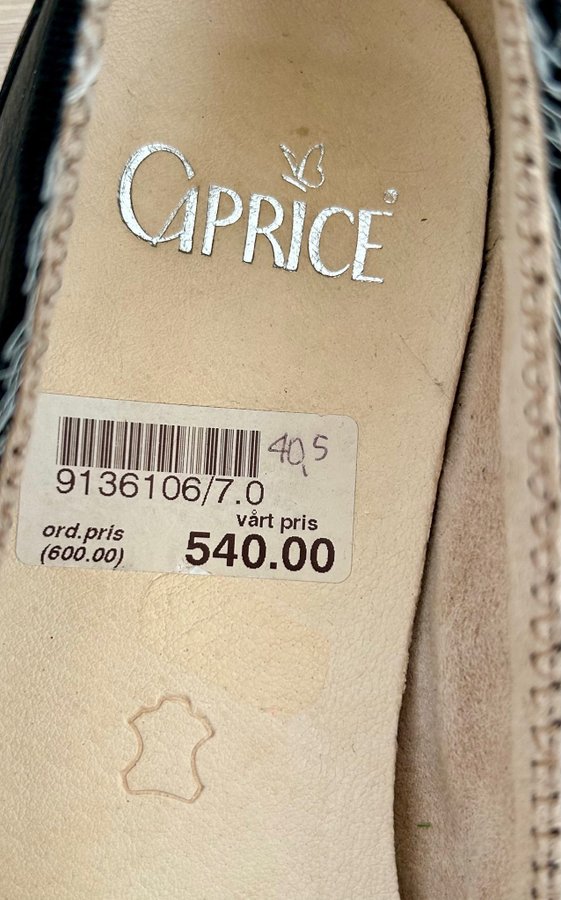 CAPRICE
40,5
9136106/7.0
vårt pris
ord.pris
(600.00)
540.00